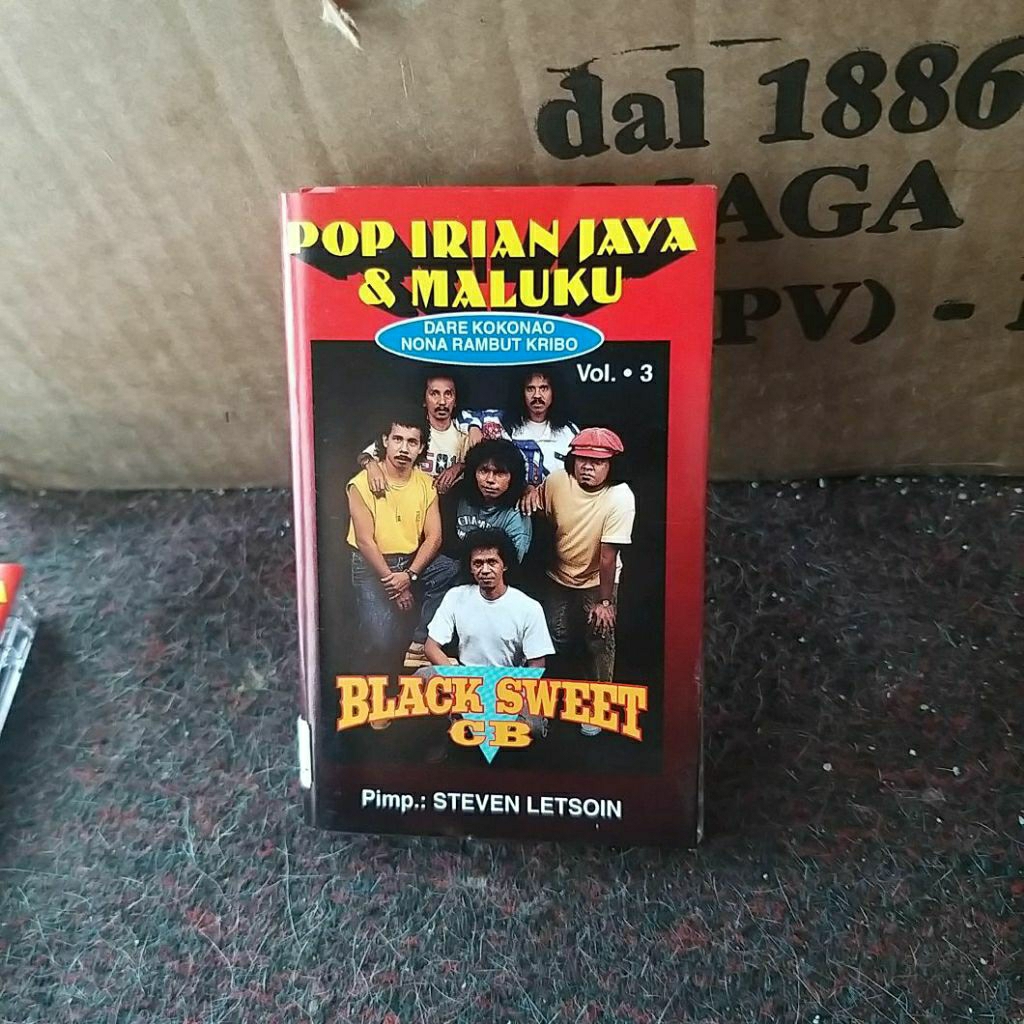 dal 1886
AGA
PV) -
POP IRIAN JAYA
& MALUKU
DARE KOKONAO
NONA RAMBUT KRIBO
Vol. • 3
BLACK SWEET
CB
Pimp.: STEVEN LETSOIN